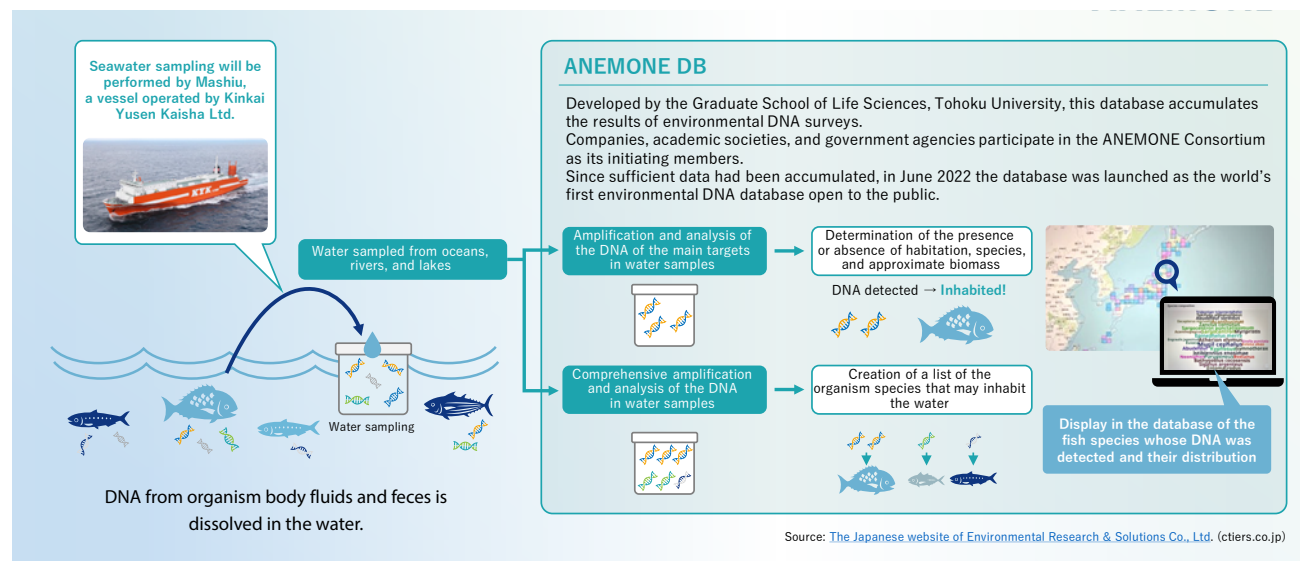 Seawater sampling will be
performed by Mashiu,
a vessel operated by Kinkai
Yusen Kaisha Ltd.
KYK
Water sampled from oceans,
rivers, and lakes
Water sampling
DNA from organism body fluids and feces is
dissolved in the water.
ANEMONE DB
Developed by the Graduate School of Life Sciences, Tohoku University, this database accumulates
the results of environmental DNA surveys.
Companies, academic societies, and government agencies participate in the ANEMONE Consortium
as its initiating members.
Since sufficient data had been accumulated, in June 2022 the database was launched as the world's
first environmental DNA database open to the public.
Amplification and analysis of
the DNA of the main targets
in water samples
Determination of the presence
or absence of habitation, species,
and approximate biomass
DNA detected → Inhabited!
Comprehensive amplification
and analysis of the DNA
in water samples
Creation of a list of the
organism species that may inhabit
the water
Display in the database of the
fish species whose DNA was
detected and their distribution
Source: The Japanese website of Environmental Research & Solutions Co., Ltd. (ctiers.co.jp)